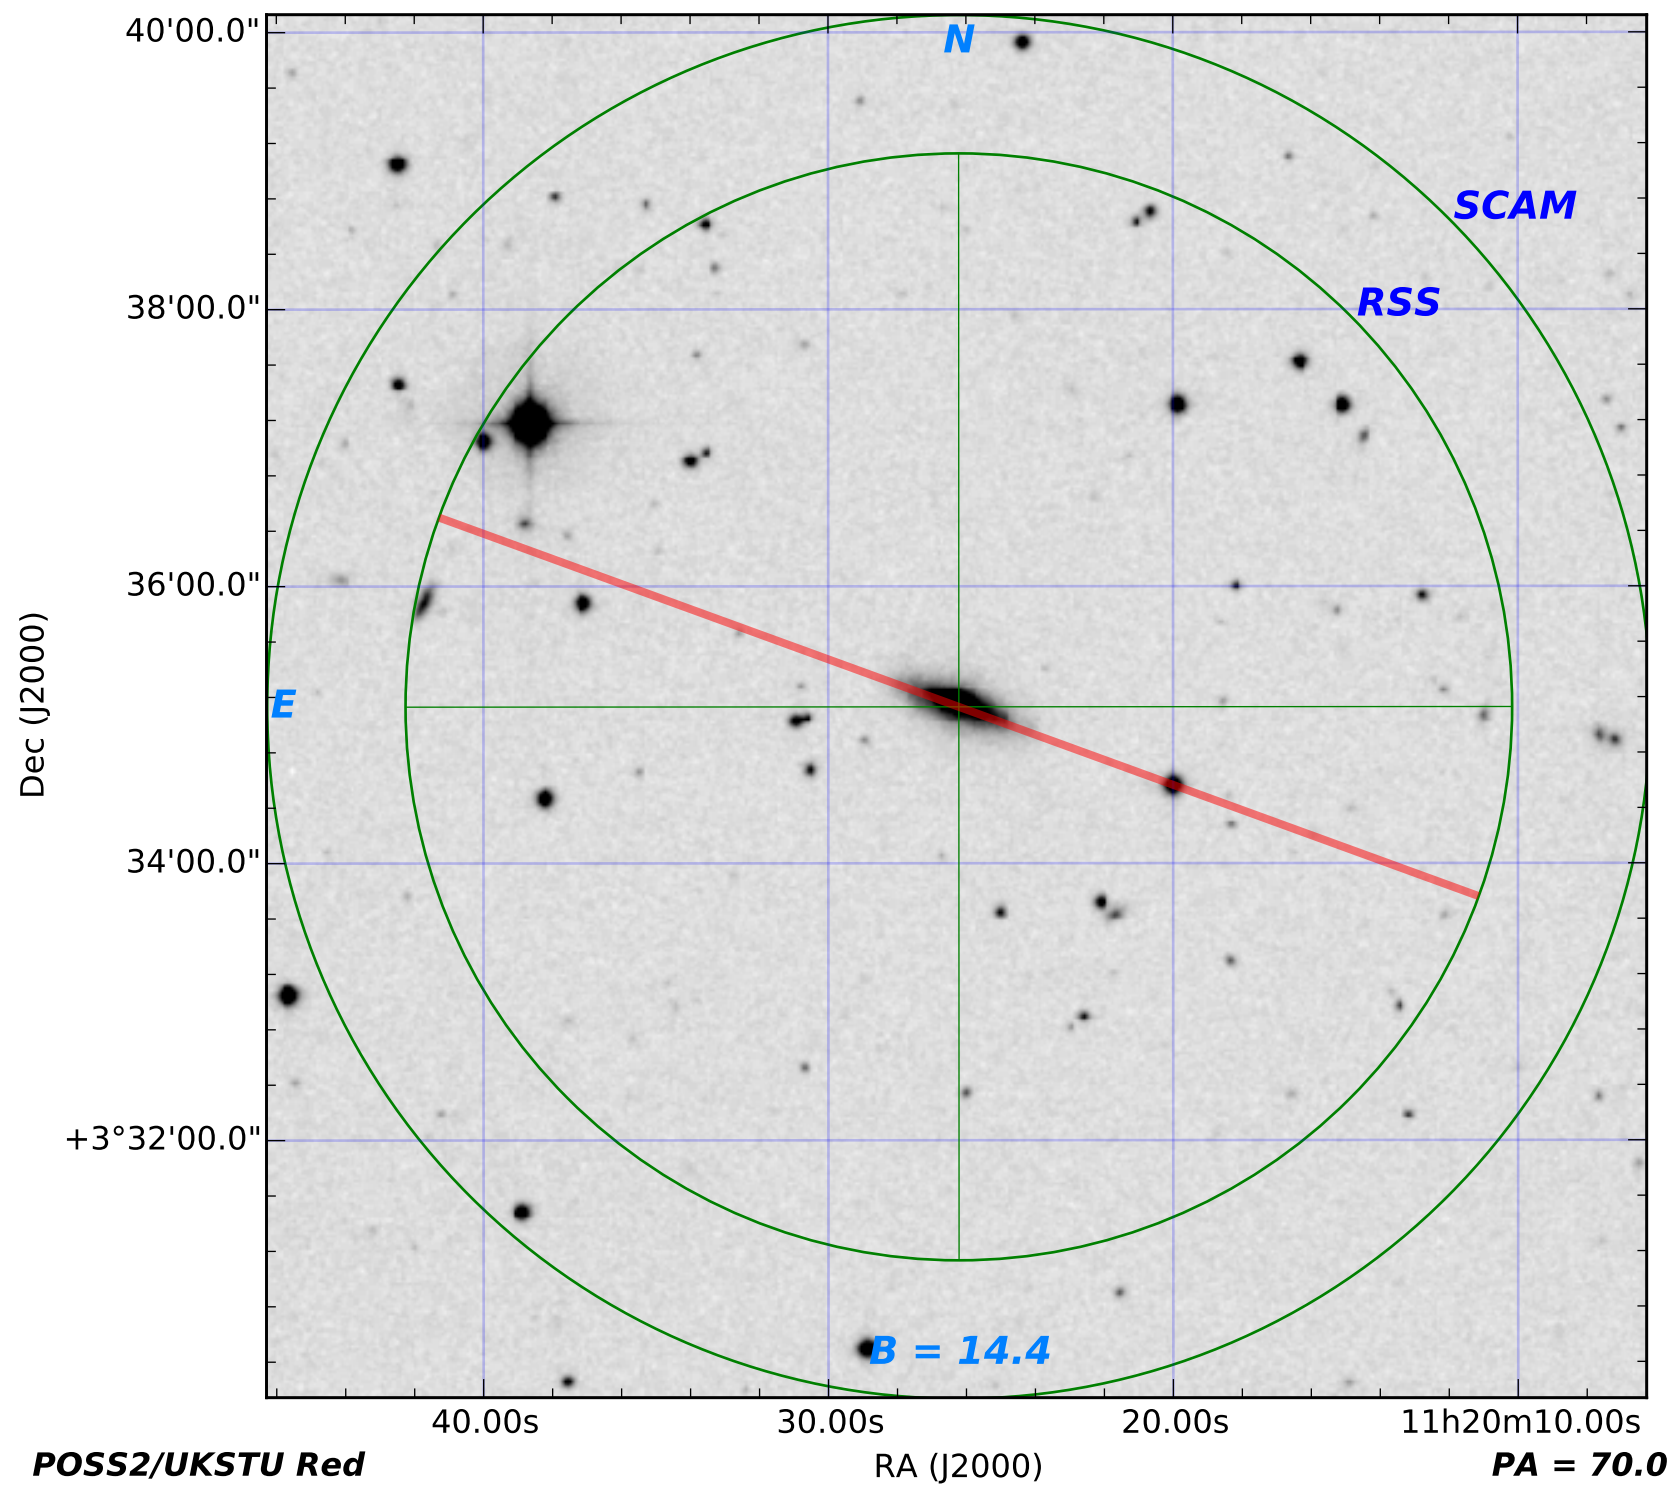 40'00.0"
N
SCAM
38'00.0"
RSS
36'00.0"
E
Dec (J2000)
34'00.0"
+3°32'00.0"
B = 14.4
40.00s 30.00s 20.00s 11h20m10.00s
POSS2/UKSTU Red RA (J2000) PA = 70.0